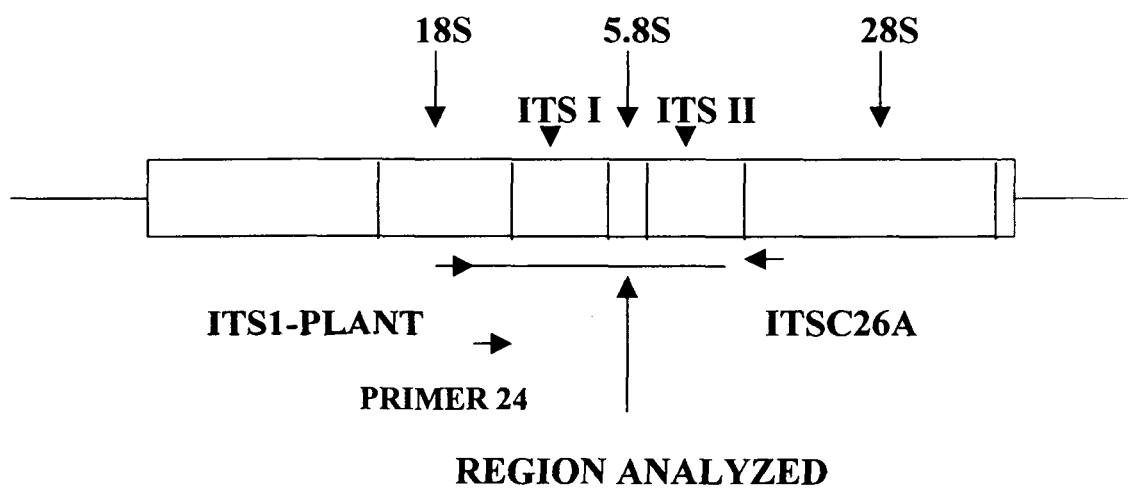 18S 5.8S 28S
ITS I ITS II
ITS1-PLANT ITSC26A
PRIMER 24
REGION ANALYZED